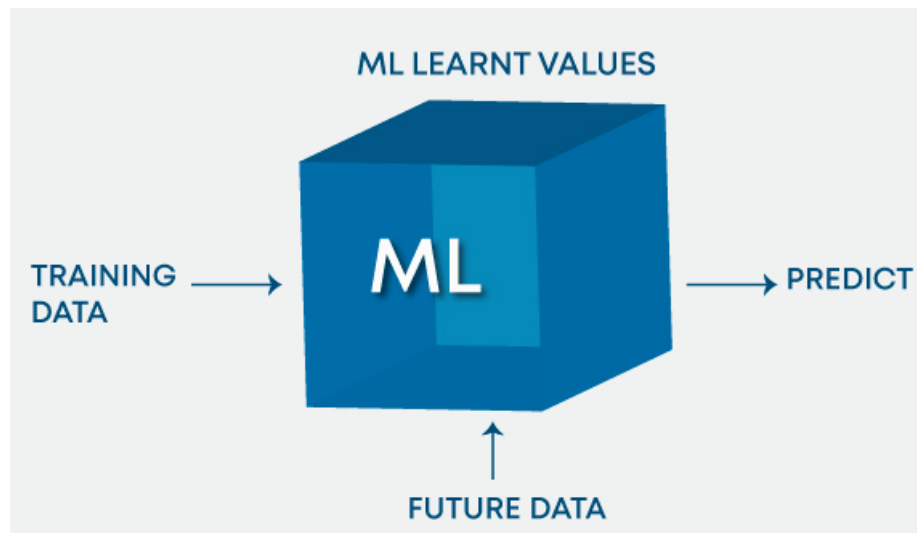 ML LEARNT VALUES
TRAINING
DATA
ML
PREDICT
FUTURE DATA